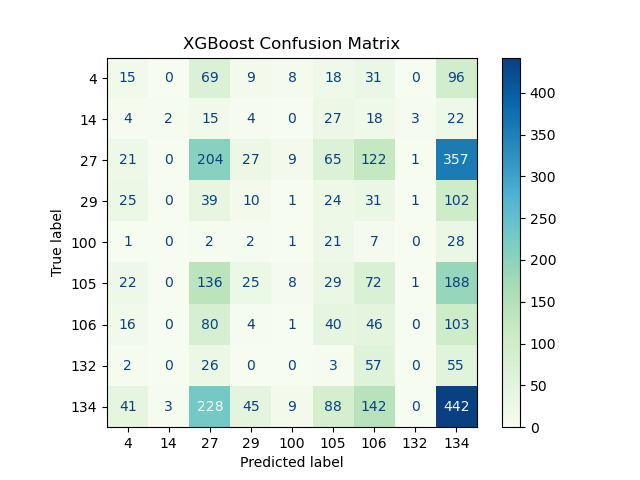 XGBoost Confusion Matrix
4 15 0 69 9 8 18 31 0 96
14 4 2 15 4 0 27 18 3 22
27 21 0 204 27 9 65 122 1 357
29 25 0 39 10 1 24 31 1 102
100 1 0 2 2 1 21 7 0 28
105 22 0 136 25 8 29 72 1 188
106 16 0 80 4 1 40 46 0 103
132 2 0 26 0 0 3 57 0 55
134 41 3 228 45 9 88 142 0 442
4 14 27 29 100 105 106 132 134
Predicted label
True label
400
350
300
250
200
150
100
50
0